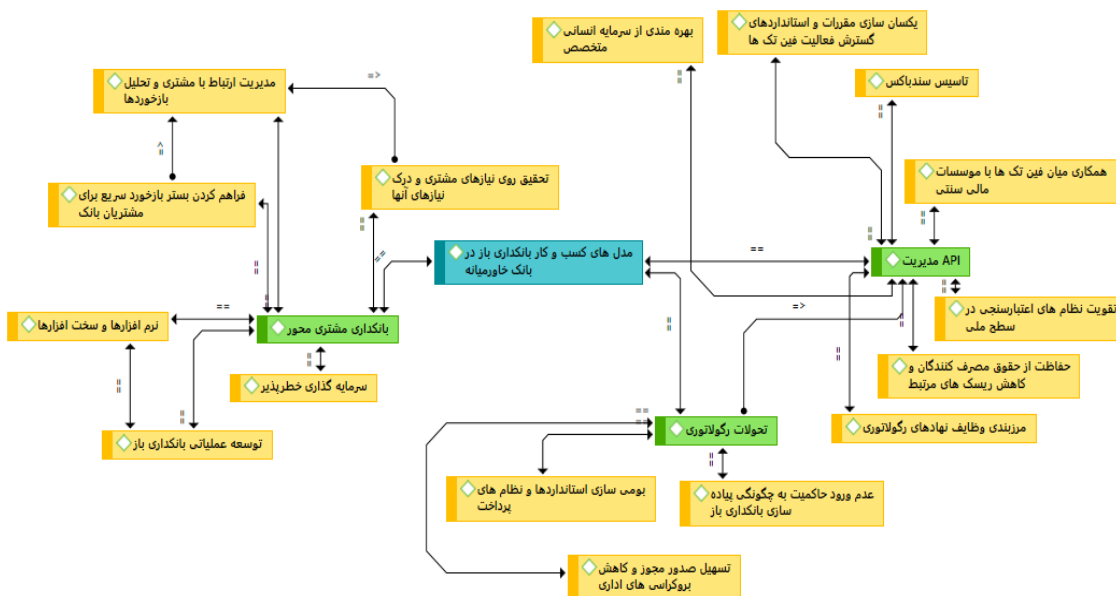 یکسان سازی مقررات و استانداردهای
گسترش فعالیت فین تک ها
بهره مندی از سرمایه انسانی
متخصص
=>
مدیریت ارتباط با مشتری و تحلیل
بازخوردها
تاسیس سندباکس
همکاری میان فین تک ها با موسسات
مالی سنتی
تحقیق روی نیازهای مشتری و درک
نیازهای آنها
فراهم کردن بستر بازخورد سریع برای
مشتریان بانک
مدل های کسب و کار بانکداری باز در
بانک خاورمیانه
==
مدیریت API
==
=>
تقویت نظام های اعتبارسنجی در
سطح ملی
نرم افزارها و سخت افزارها
==
بانکداری مشتری محور
حفاظت از حقوق مصرف کنندگان و
کاهش ریسک های مرتبط
سرمایه گذاری خطرپذیر
مرزبندی وظایف نهادهای رگولاتوری
==
==
تحولات رگولاتوری
توسعه عملیاتی بانکداری باز
بومی سازی استانداردها و نظام های
پرداخت
عدم ورود حاکمیت به چگونگی پیاده
سازی بانکداری باز
تسهیل صدور مجوز و کاهش
بروکراسی های اداری